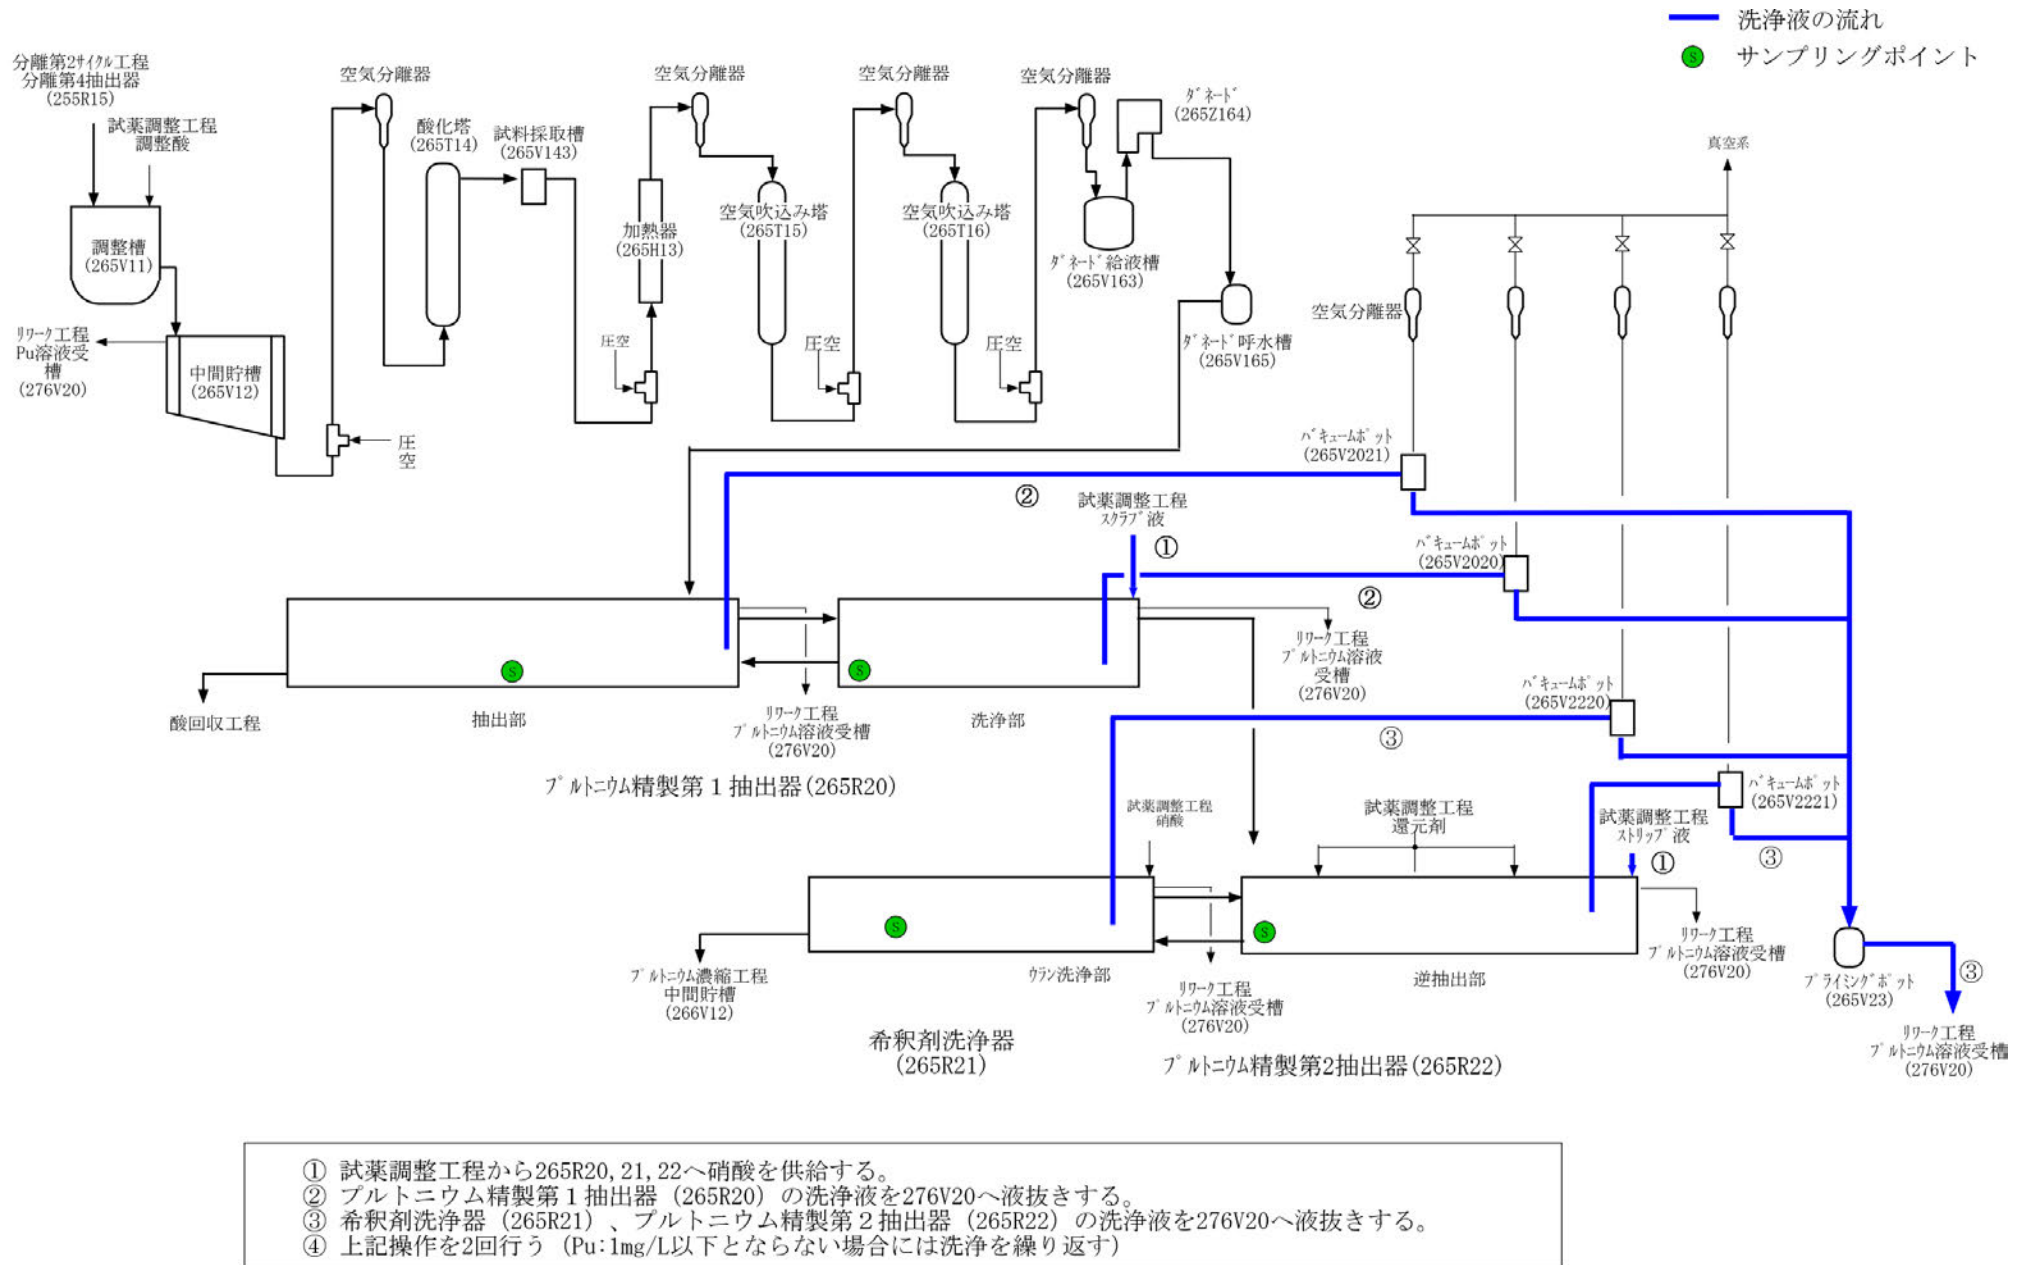 洗浄液の流れ
S サンプリングポイント
分離第2ｻｲｸﾙ工程
分離第4抽出器
(255R15)
試薬調整工程
調整酸
調整槽
(265V11)
ﾘﾜｰｸ工程
Pu溶液受
槽
(276V20)
中間貯槽
(265V12)
圧
空
空気分離器
酸化塔
(265T14)
試料採取槽
(265V143)
空気分離器
加熱器
(265H13)
圧空
空気吹込み塔
(265T15)
圧空
空気分離器
空気吹込み塔
(265T16)
圧空
空気分離器
ﾀﾞﾈｰﾄﾞ給液槽
(265V163)
ﾀﾞﾈｰﾄﾞ
(265Z164)
ﾀﾞﾈｰﾄﾞ呼水槽
(265V165)
真空系
空気分離器
ﾊﾞｷｭｰﾑﾎﾟｯﾄ
(265V2021)
②
試薬調整工程
ｽｸﾗﾌﾞ液
①
ﾊﾞｷｭｰﾑﾎﾟｯﾄ
(265V2020)
②
S
S
酸回収工程
抽出部
ﾘﾜｰｸ工程
ﾌﾟﾙﾄﾆｳﾑ溶液受槽
(276V20)
洗浄部
ﾘﾜｰｸ工程
ﾌﾟﾙﾄﾆｳﾑ溶液
受槽
(276V20)
ﾌﾟﾙﾄﾆｳﾑ精製第１抽出器(265R20)
ﾊﾞｷｭｰﾑﾎﾟｯﾄ
(265V2220)
③
ﾊﾞｷｭｰﾑﾎﾟｯﾄ
(265V2221)
③
試薬調整工程
硝酸
試薬調整工程
還元剤
試薬調整工程
ｽﾄﾘｯﾌﾟ液
①
S
S
ﾌﾟﾙﾄﾆｳﾑ濃縮工程
中間貯槽
(266V12)
ｳﾗﾝ洗浄部
ﾘﾜｰｸ工程
ﾌﾟﾙﾄﾆｳﾑ溶液受槽
(276V20)
逆抽出部
ﾘﾜｰｸ工程
ﾌﾟﾙﾄﾆｳﾑ溶液受槽
(276V20)
ﾌﾟﾗｲﾐﾝｸﾞﾎﾟｯﾄ
(265V23)
③
ﾘﾜｰｸ工程
ﾌﾟﾙﾄﾆｳﾑ溶液受槽
(276V20)
希釈剤洗浄器
(265R21)
ﾌﾟﾙﾄﾆｳﾑ精製第2抽出器(265R22)
① 試薬調整工程から265R20,21,22へ硝酸を供給する。
② プルトニウム精製第１抽出器（265R20）の洗浄液を276V20へ液抜きする。
③ 希釈剤洗浄器（265R21）、プルトニウム精製第２抽出器（265R22）の洗浄液を276V20へ液抜きする。
④ 上記操作を2回行う（Pu:1mg/L以下とならない場合には洗浄を繰り返す）